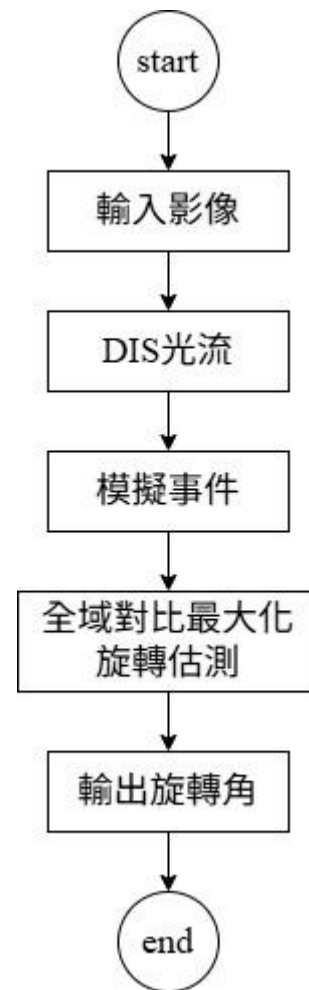 start
輸入影像
DIS光流
模擬事件
全域對比最大化
旋轉估測
輸出旋轉角
end